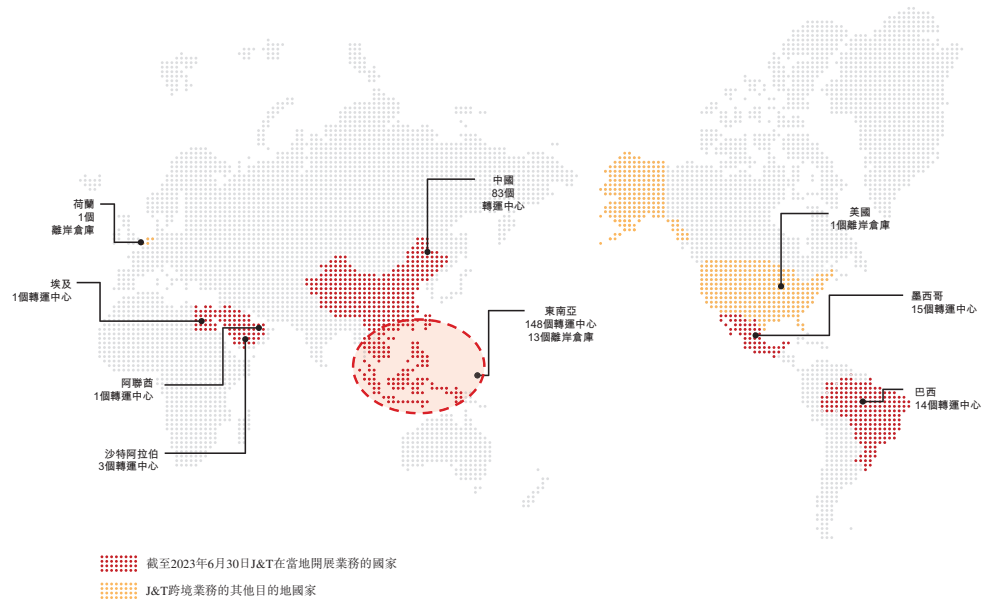 中國
83個
轉運中心
荷蘭
1個
離岸倉庫
美國
1個離岸倉庫
埃及
1個轉運中心
東南亞
148個轉運中心
13個離岸倉庫
墨西哥
15個轉運中心
阿聯酋
1個轉運中心
巴西
14個轉運中心
沙特阿拉伯
3個轉運中心
截至2023年6月30日J&T在當地開展業務的國家
J&T跨境業務的其他目的地國家